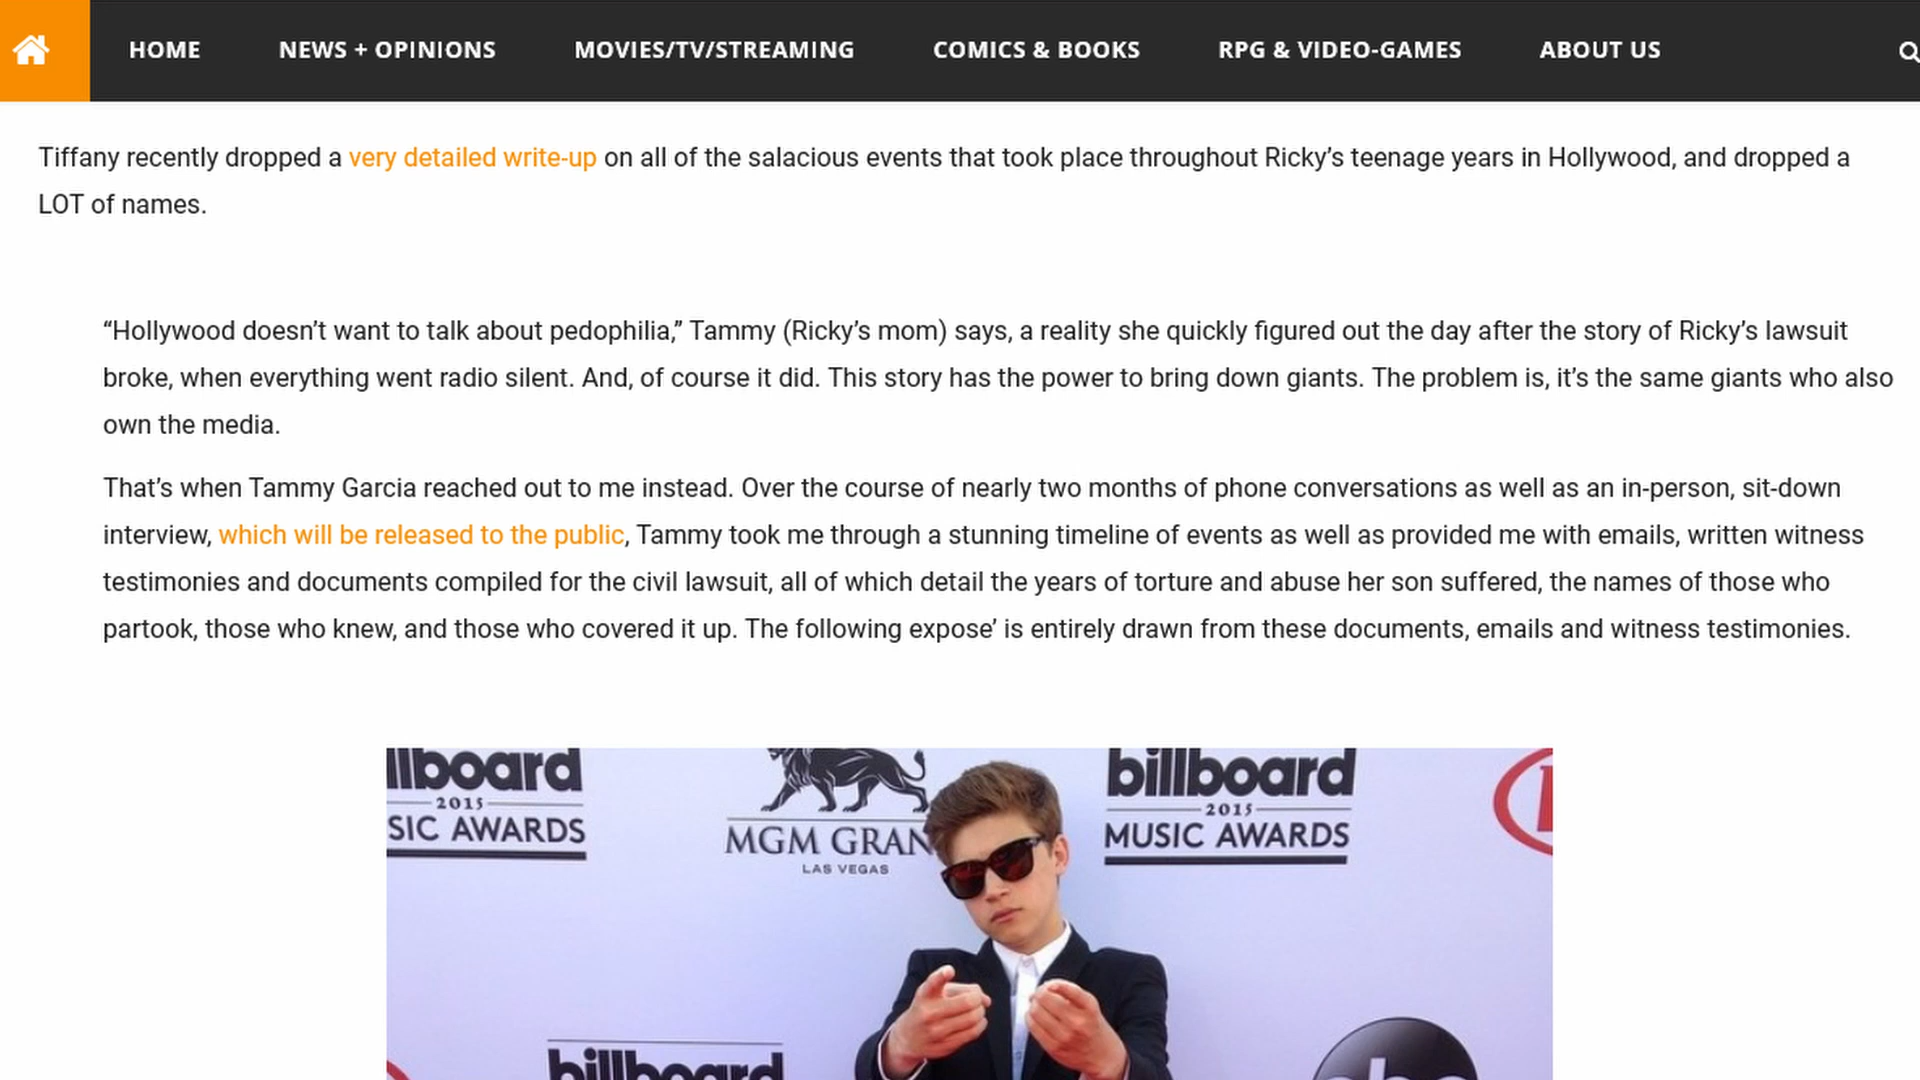 HOME NEWS + OPINIONS MOVIES/TV/STREAMING COMICS & BOOKS RPG & VIDEO-GAMES ABOUT US
Tiffany recently dropped a very detailed write-up on all of the salacious events that took place throughout Ricky’s teenage years in Hollywood, and dropped a
LOT of names.
“Hollywood doesn’t want to talk about pedophilia,” Tammy (Ricky’s mom) says, a reality she quickly figured out the day after the story of Ricky’s lawsuit
broke, when everything went radio silent. And, of course it did. This story has the power to bring down giants. The problem is, it’s the same giants who also
own the media.
That’s when Tammy Garcia reached out to me instead. Over the course of nearly two months of phone conversations as well as an in-person, sit-down
interview, which will be released to the public, Tammy took me through a stunning timeline of events as well as provided me with emails, written witness
testimonies and documents compiled for the civil lawsuit, all of which detail the years of torture and abuse her son suffered, the names of those who
partook, those who knew, and those who covered it up. The following expose’ is entirely drawn from these documents, emails and witness testimonies.
llboard
2015
SIC AWARDS
MGM GRAN
LAS VEGAS
billboard
2015
MUSIC AWARDS
billboard
abc